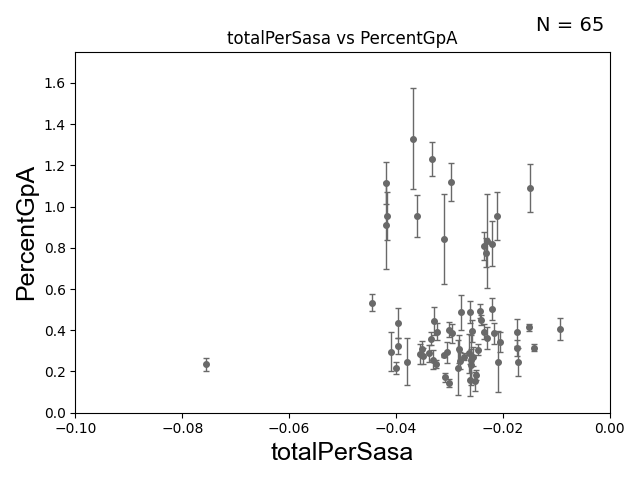 N = 65
totalPerSasa vs PercentGpA
PercentGpA
1.6
1.4
1.2
1.0
0.8
0.6
0.4
0.2
0.0
−0.10 −0.08 −0.06 −0.04 −0.02 0.00
totalPerSasa